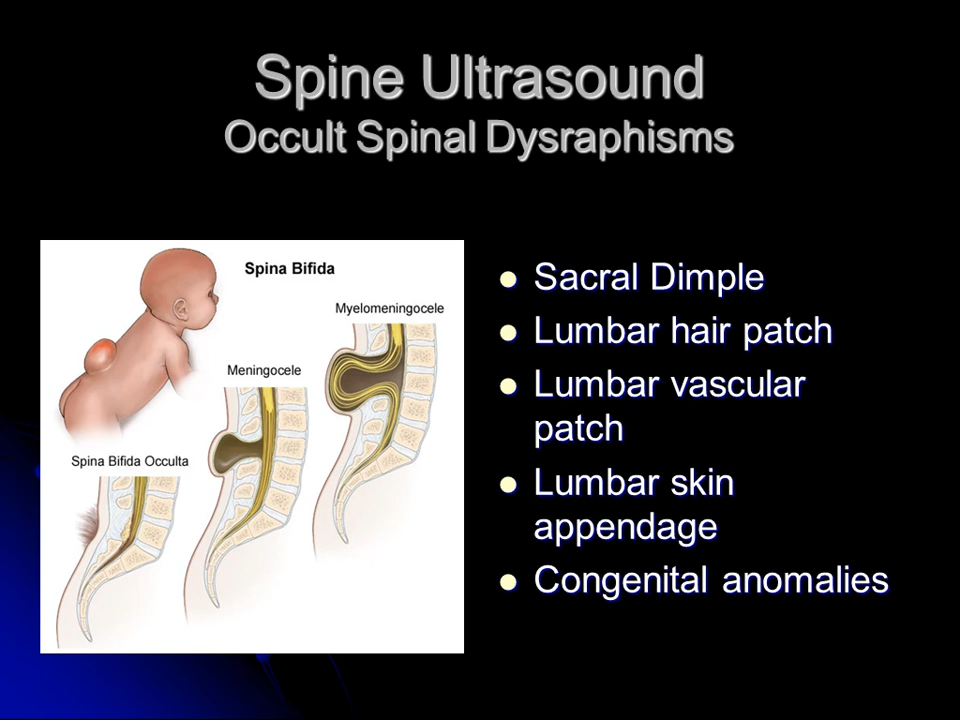 Spine Ultrasound
Occult Spinal Dysraphisms
Spina Bifida
Myelomeningocele
Meningocele
Spina Bifida Occulta
Sacral Dimple
Lumbar hair patch
Lumbar vascular
patch
Lumbar skin
appendage
Congenital anomalies